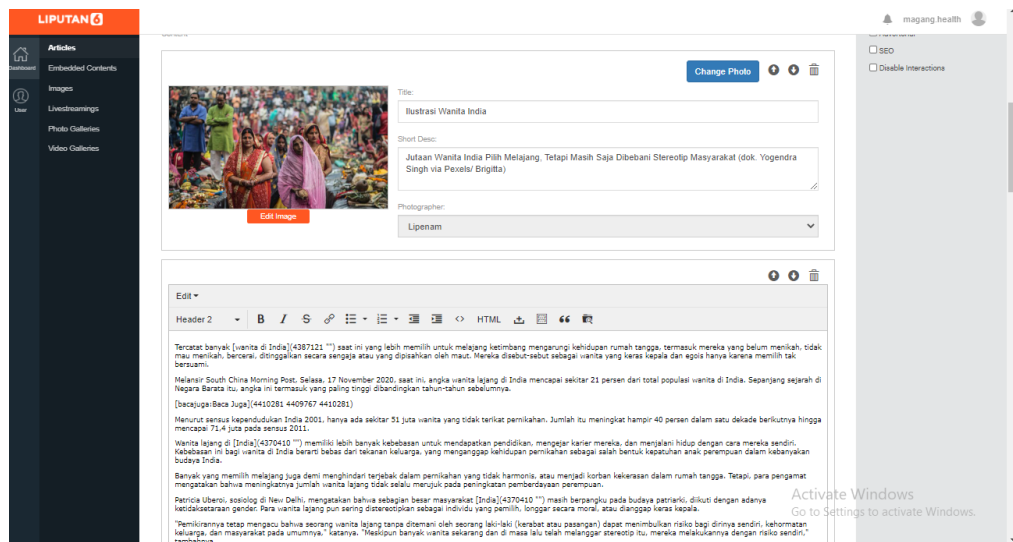 LIPUTAN 6
magang.health
Dashboard
User
Articles
Embedded Contents
Images
Livestreamings
Photo Galleries
Video Galleries
SEO
Disable Interactions
Change Photo
Title:
Ilustrasi Wanita India
Short Desc:
Jutaan Wanita India Pilih Melajang, Tetapi Masih Saja Dibebani Stereotip Masyarakat (dok. Yogendra
Singh via Pexels/ Brigitta)
Edit Image
Photographer:
Lipenam
Edit
Header 2 B I S HTML
Tercatat banyak [wanita di India](4387121 "") saat ini yang lebih memilih untuk melajang ketimbang mengarungi kehidupan rumah tangga, termasuk mereka yang belum menikah, tidak
mau menikah, bercerai, ditinggalkan secara sengaja atau yang dipisahkan oleh maut. Mereka disebut-sebut sebagai wanita yang keras kepala dan egois hanya karena memilih tak
bersuami.
Melansir South China Morning Post, Selasa, 17 November 2020, saat ini, angka wanita lajang di India mencapai sekitar 21 persen dari total populasi wanita di India. Sepanjang sejarah di
Negara Barata itu, angka ini termasuk yang paling tinggi dibandingkan tahun-tahun sebelumnya.
[bacajuga:Baca Juga](4410281 4409767 4410281)
Menurut sensus kependudukan India 2001, hanya ada sekitar 51 juta wanita yang tidak terikat pernikahan. Jumlah itu meningkat hampir 40 persen dalam satu dekade berikutnya hingga
mencapai 71,4 juta pada sensus 2011.
Wanita lajang di [India](4370410 "") memiliki lebih banyak kebebasan untuk mendapatkan pendidikan, mengejar karier mereka, dan menjalani hidup dengan cara mereka sendiri.
Kebebasan ini bagi wanita di India berarti bebas dari tekanan keluarga, yang menganggap kehidupan pernikahan sebagai salah bentuk kepatuhan anak perempuan dalam kebanyakan
budaya India.
Banyak yang memilih melajang juga demi menghindari terjebak dalam pernikahan yang tidak harmonis, atau menjadi korban kekerasan dalam rumah tangga. Tetapi, para pengamat
mengatakan bahwa meningkatnya jumlah wanita lajang tidak selalu merujuk pada peningkatan pemberdayaan perempuan.
Patricia Uberoi, sosiolog di New Delhi, mengatakan bahwa sebagian besar masyarakat [India](4370410 "") masih berpangku pada budaya patriarki, diikuti dengan adanya
ketidaksetaraan gender. Para wanita lajang pun sering distereotipkan sebagai individu yang pemilih, longgar secara moral, atau dianggap keras kepala.
"Pemikirannya tetap mengacu bahwa seorang wanita lajang tanpa ditemani oleh seorang laki-laki (kerabat atau pasangan) dapat menimbulkan risiko bagi dirinya sendiri, kehormatan
keluarga, dan masyarakat pada umumnya," katanya. "Meskipun banyak wanita sekarang dan di masa lalu telah melanggar stereotip itu, mereka melakukannya dengan risiko sendiri,"
tambahnya.
Activate Windows
Go to Settings to activate Windows.